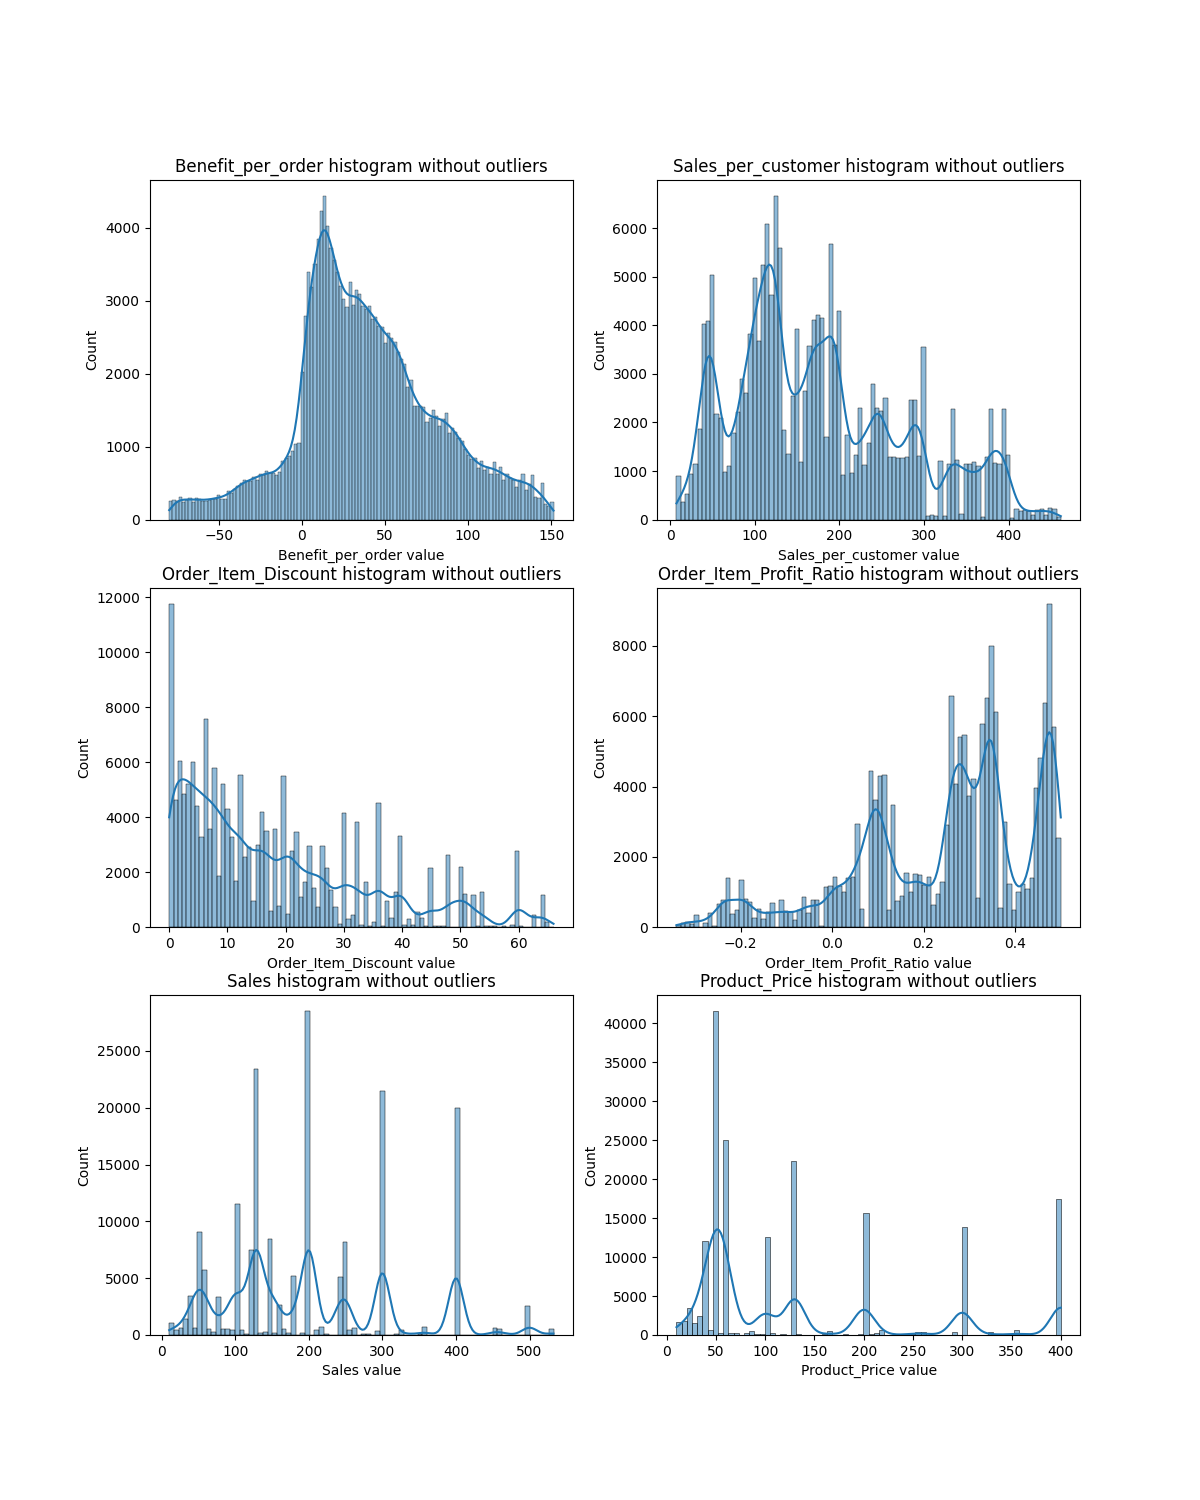 Benefit_per_order histogram without outliers
Count
4000
3000
2000
1000
0
−50 0 50 100 150
Benefit_per_order value
Sales_per_customer histogram without outliers
Count
6000
5000
4000
3000
2000
1000
0
0 100 200 300 400
Sales_per_customer value
Order_Item_Discount histogram without outliers
Count
12000
10000
8000
6000
4000
2000
0
0 10 20 30 40 50 60
Order_Item_Discount value
Order_Item_Profit_Ratio histogram without outliers
Count
8000
6000
4000
2000
0
−0.2 0.0 0.2 0.4
Order_Item_Profit_Ratio value
Sales histogram without outliers
Count
25000
20000
15000
10000
5000
0
0 100 200 300 400 500
Sales value
Product_Price histogram without outliers
Count
40000
35000
30000
25000
20000
15000
10000
5000
0
0 50 100 150 200 250 300 350 400
Product_Price value